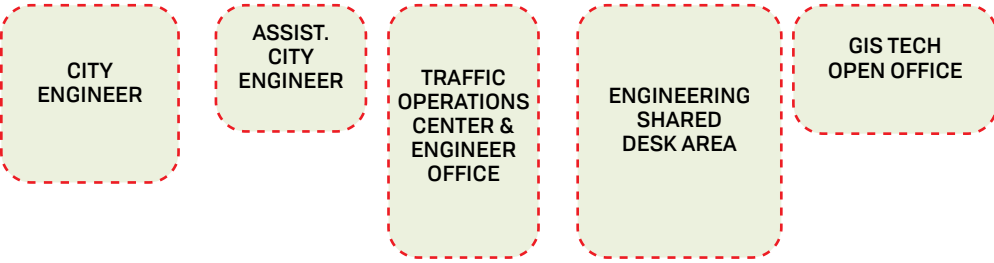 CITY
ENGINEER
ASSIST.
CITY
ENGINEER
TRAFFIC
OPERATIONS
CENTER &
ENGINEER
OFFICE
ENGINEERING
SHARED
DESK AREA
GIS TECH
OPEN OFFICE